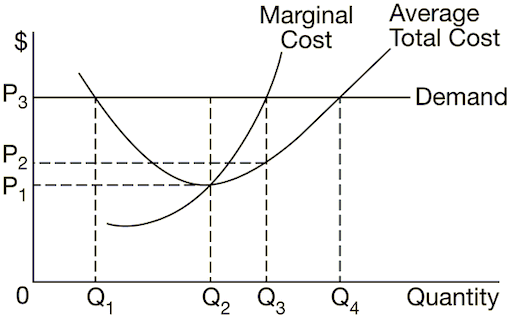 Marginal
Cost
Average
Total Cost
$
P3
Demand
P2
P1
0
Q1
Q2
Q3
Q4
Quantity